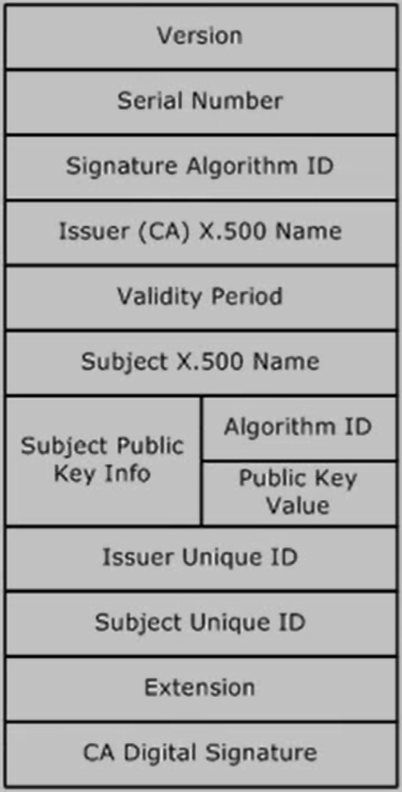 Version
Serial Number
Signature Algorithm ID
Issuer (CA) X.500 Name
Validity Period
Subject X.500 Name
Subject Public
Key Info
Algorithm ID
Public Key
Value
Issuer Unique ID
Subject Unique ID
Extension
CA Digital Signature